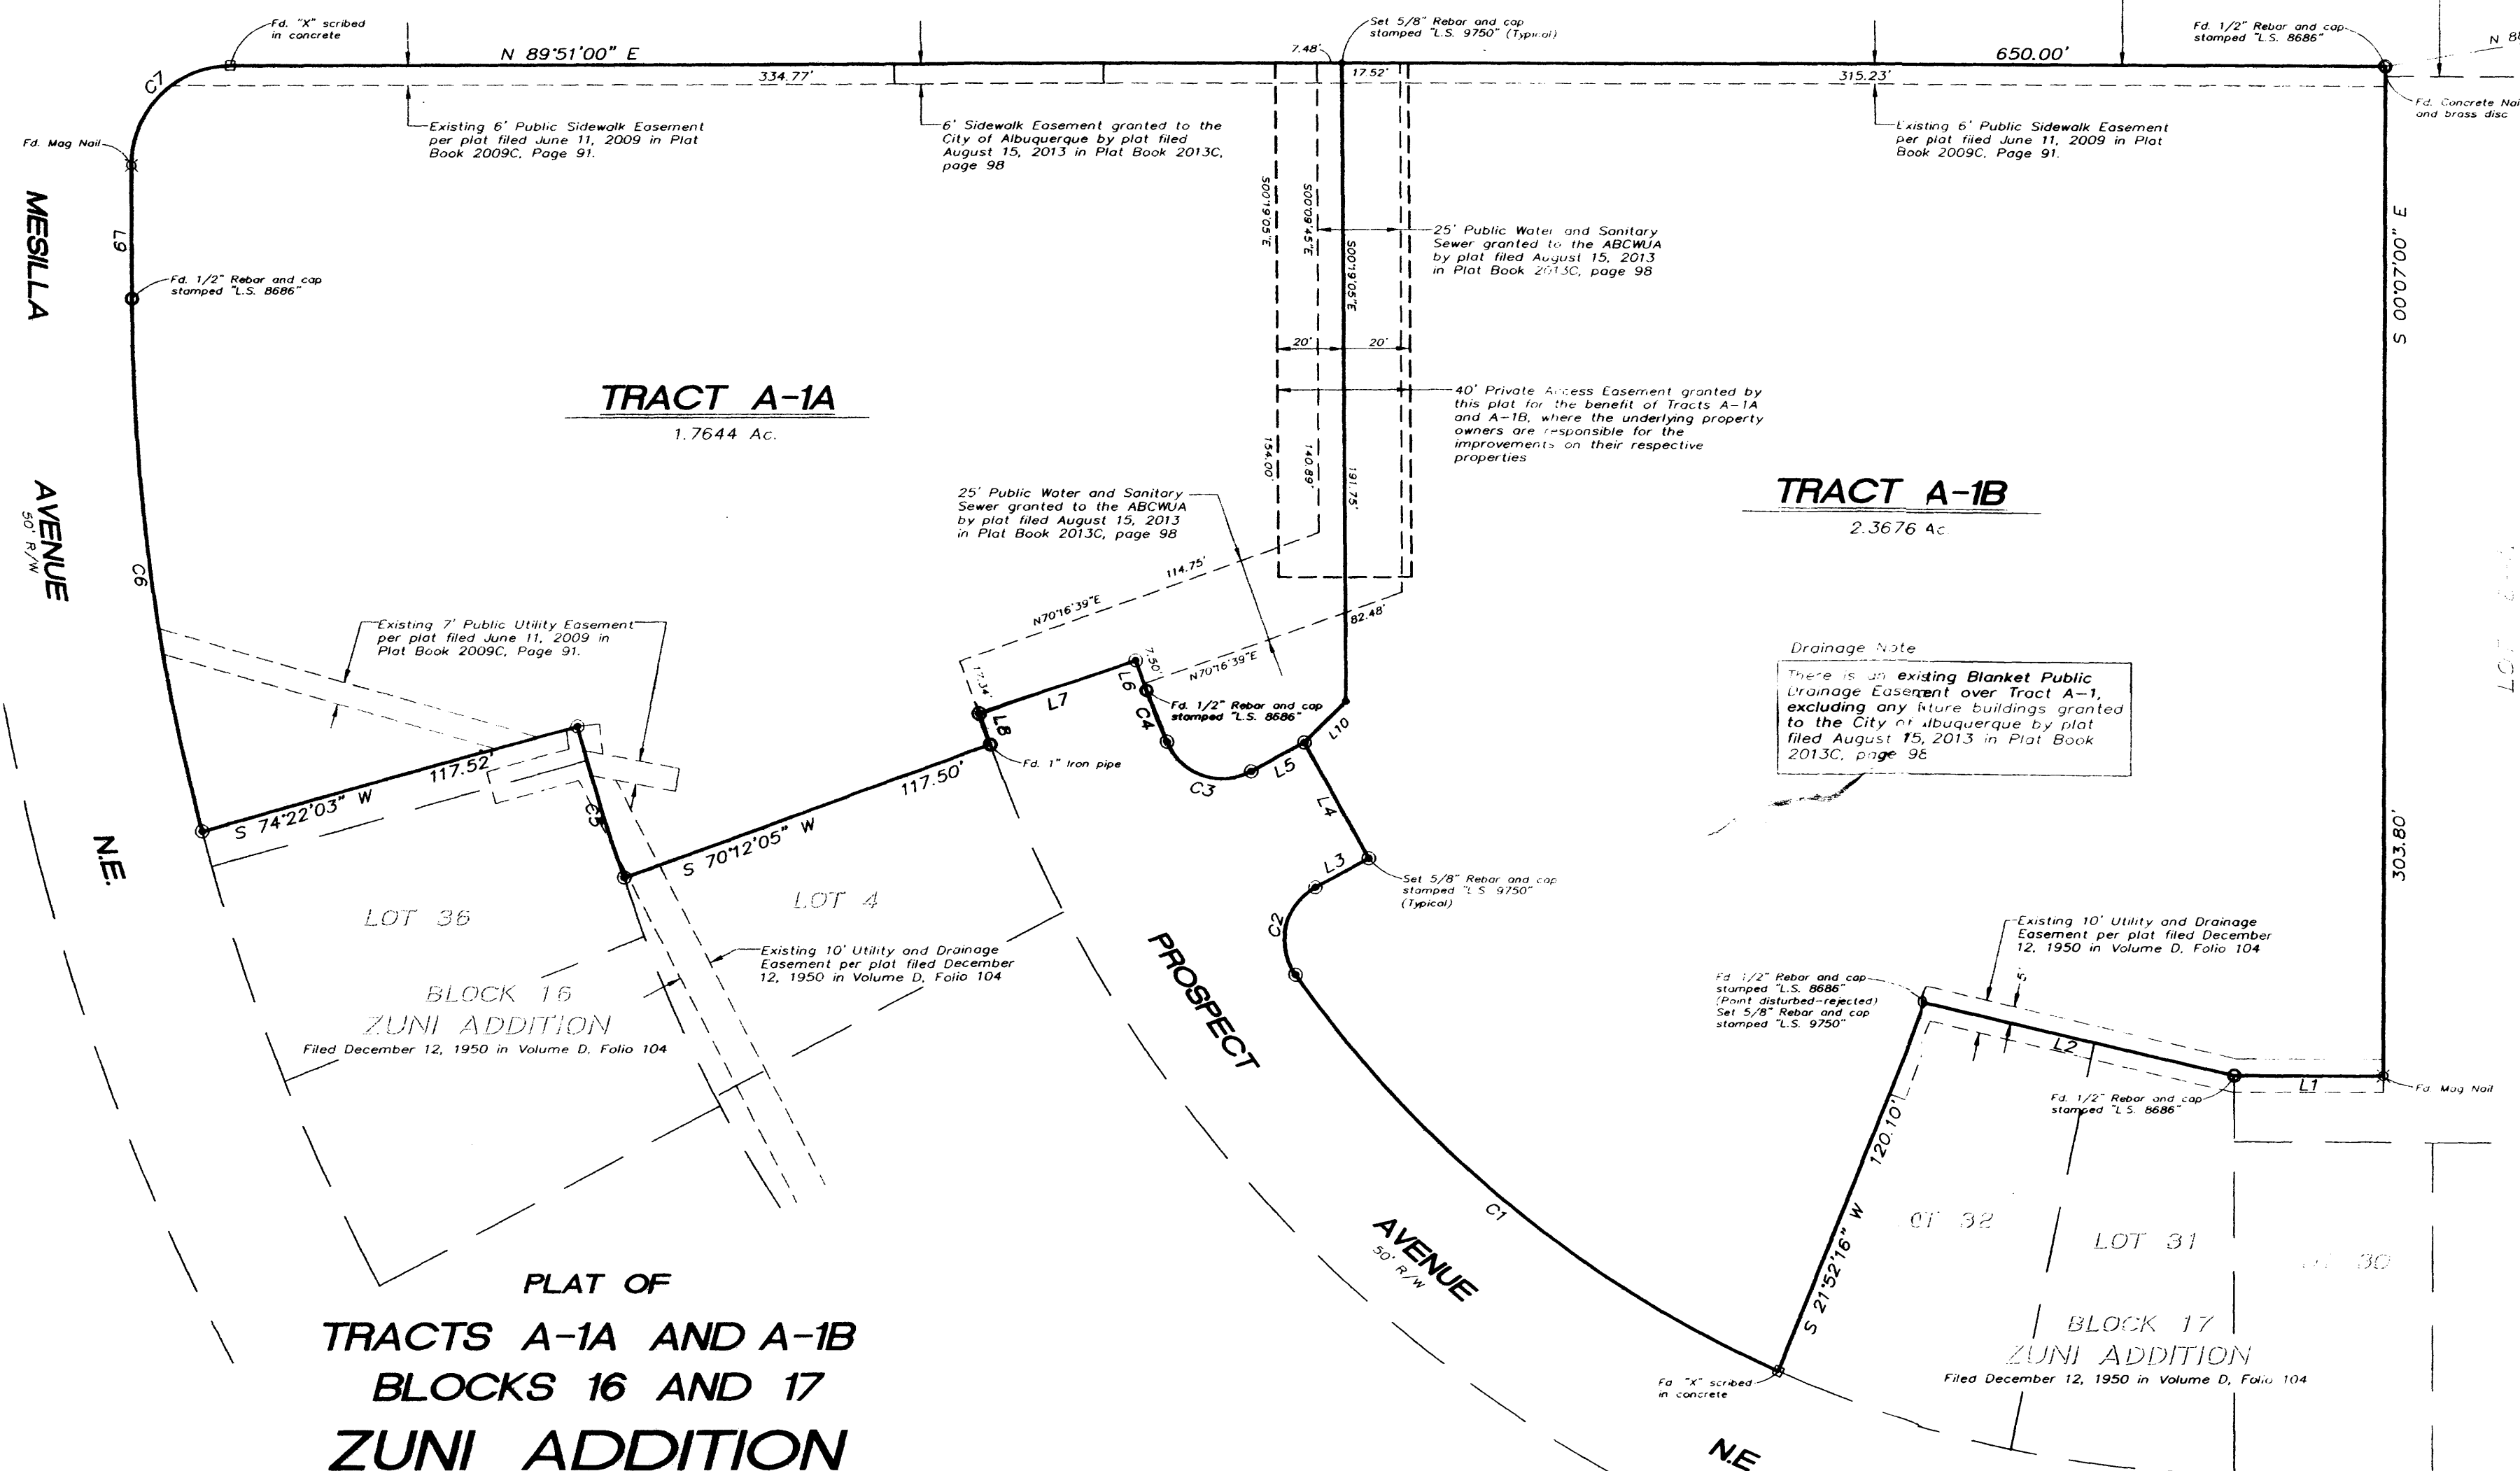 Fd. "X" scribed
in concrete
N 89°51'00" E
334.77'
7.48'
Set 5/8" Rebar and cap
stamped "L.S. 9750" (Typical)
17.52'
650.00'
315.23'
Fd. 1/2" Rebar and cap
stamped "L.S. 8686"
Fd. Concrete Nail
and brass disc
C7
Fd. Mag Nail
Existing 6' Public Sidewalk Easement
per plat filed June 11, 2009 in Plat
Book 2009C, Page 91.
6' Sidewalk Easement granted to the
City of Albuquerque by plat filed
August 15, 2013 in Plat Book 2013C,
page 98
Existing 6' Public Sidewalk Easement
per plat filed June 11, 2009 in Plat
Book 2009C, Page 91.
MESILLA
AVENUE
50' R/W
N.E.
L9
Fd. 1/2" Rebar and cap
stamped "L.S. 8686"
C6
S00°19'05"E
S00°09'45"E
S00°19'05"E
25' Public Water and Sanitary
Sewer granted to the ABCWUA
by plat filed August 15, 2013
in Plat Book 2013C, page 98
20'
20'
S 00°07'00" E
TRACT A-1A
1.7644 Ac.
40' Private Access Easement granted by
this plat for the benefit of Tracts A-1A
and A-1B, where the underlying property
owners are responsible for the
improvements on their respective
properties
154.00'
140.89'
191.75'
TRACT A-1B
2.3676 Ac.
25' Public Water and Sanitary
Sewer granted to the ABCWUA
by plat filed August 15, 2013
in Plat Book 2013C, page 98
114.75'
N70°16'39"E
82.48'
N70°16'39"E
Existing 7' Public Utility Easement
per plat filed June 11, 2009 in
Plat Book 2009C, Page 91.
Drainage Note
There is an existing Blanket Public
Drainage Easement over Tract A-1,
excluding any future buildings granted
to the City of Albuquerque by plat
filed August 15, 2013 in Plat Book
2013C, page 98
17.34'
7.50'
L6
L7
L8
C4
Fd. 1/2" Rebar and cap
stamped "L.S. 8686"
L10
Fd. 1" Iron pipe
C3
L5
L4
L3
C2
Set 5/8" Rebar and cap
stamped "L.S. 9750"
(Typical)
117.52'
S 74°22'03" W
C5
117.50'
S 70°12'05" W
303.80'
LOT 36
LOT 4
BLOCK 16
ZUNI ADDITION
Filed December 12, 1950 in Volume D, Folio 104
Existing 10' Utility and Drainage
Easement per plat filed December
12, 1950 in Volume D, Folio 104
PROSPECT
AVENUE
50' R/W
N.E
C1
Existing 10' Utility and Drainage
Easement per plat filed December
12, 1950 in Volume D, Folio 104
Fd. 1/2" Rebar and cap
stamped "L.S. 8686"
(Point disturbed-rejected)
Set 5/8" Rebar and cap
stamped "L.S. 9750"
5'
L2
L1
Fd. Mag Nail
Fd. 1/2" Rebar and cap
stamped "L.S. 8686"
120.10'
S 21°52'16" W
LOT 31
BLOCK 17
ZUNI ADDITION
Filed December 12, 1950 in Volume D, Folio 104
Fd "X" scribed
in concrete
PLAT OF
TRACTS A-1A AND A-1B
BLOCKS 16 AND 17
ZUNI ADDITION